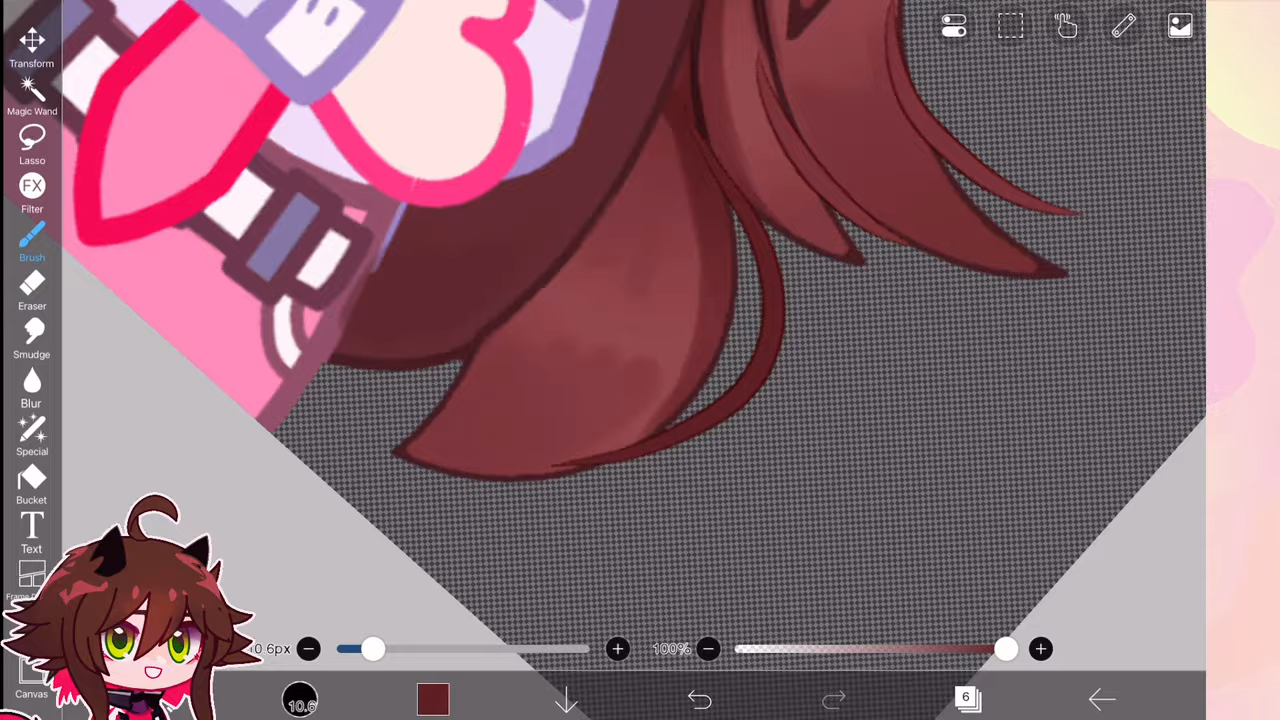 Transform
Magic Wand
Lasso
FX
Filter
Brush
Eraser
Smudge
Blur
Special
Bucket
T
Text
Canvas
0.6px
100%
10.6
6